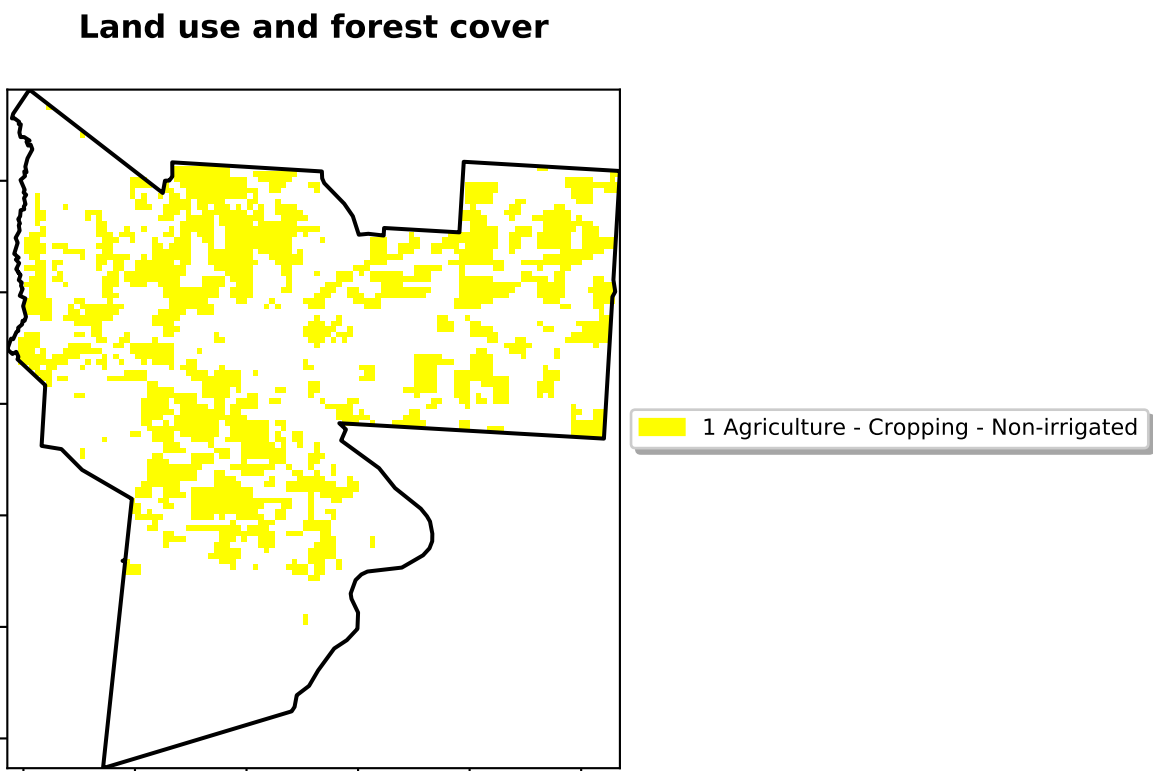 Land use and forest cover
1 Agriculture - Cropping - Non-irrigated